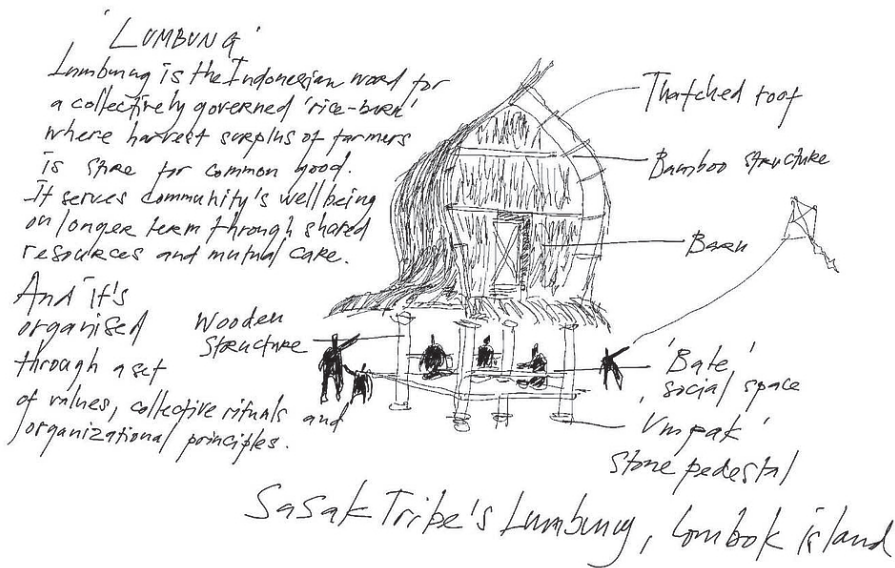 'LUMBUNG'
Lumbung is the Indonesian word for
a collectively governed 'rice-barn'
where harvest surplus of farmers
is store for common good.
It serves community's well being
on longer term through shared
resources and mutual care.
And it's
organised
through a set
of values, collective rituals and
organizational principles.
Thatched roof
Bamboo structure
Barn
Wooden
Structure
'Bale'
social space
'Umpak'
stone pedestal
Sasak Tribe's Lumbung, Lombok island